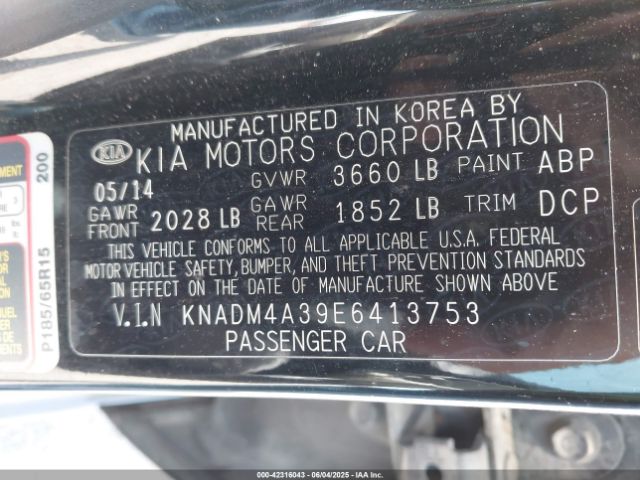 MANUFACTURED IN KOREA BY
KIA KIA MOTORS CORPORATION
05/14 GVWR 3660 LB PAINT ABP
GAWR FRONT 2028 LB GAWR REAR 1852 LB TRIM DCP
THIS VEHICLE CONFORMS TO ALL APPLICABLE U.S.A. FEDERAL
MOTOR VEHICLE SAFETY, BUMPER, AND THEFT PREVENTION STANDARDS
IN EFFECT ON THE DATE OF MANUFACTURE SHOWN ABOVE
V.I.N KNADM4A39E6413753
PASSENGER CAR
P185/65R15 200
000-42316043 - 06/04/2025 - IAAI.COM